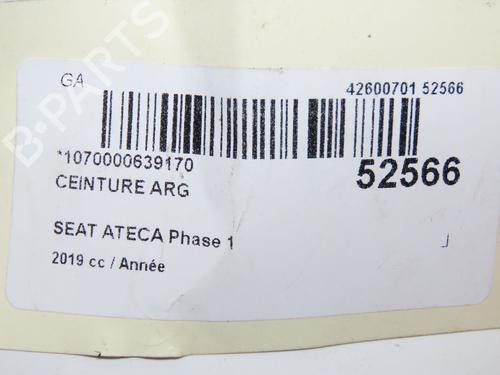 GA
42600701 52566
*1070000639170
52566
CEINTURE ARG
SEAT ATECA Phase 1
J
2019 cc / Année
B-PARTS